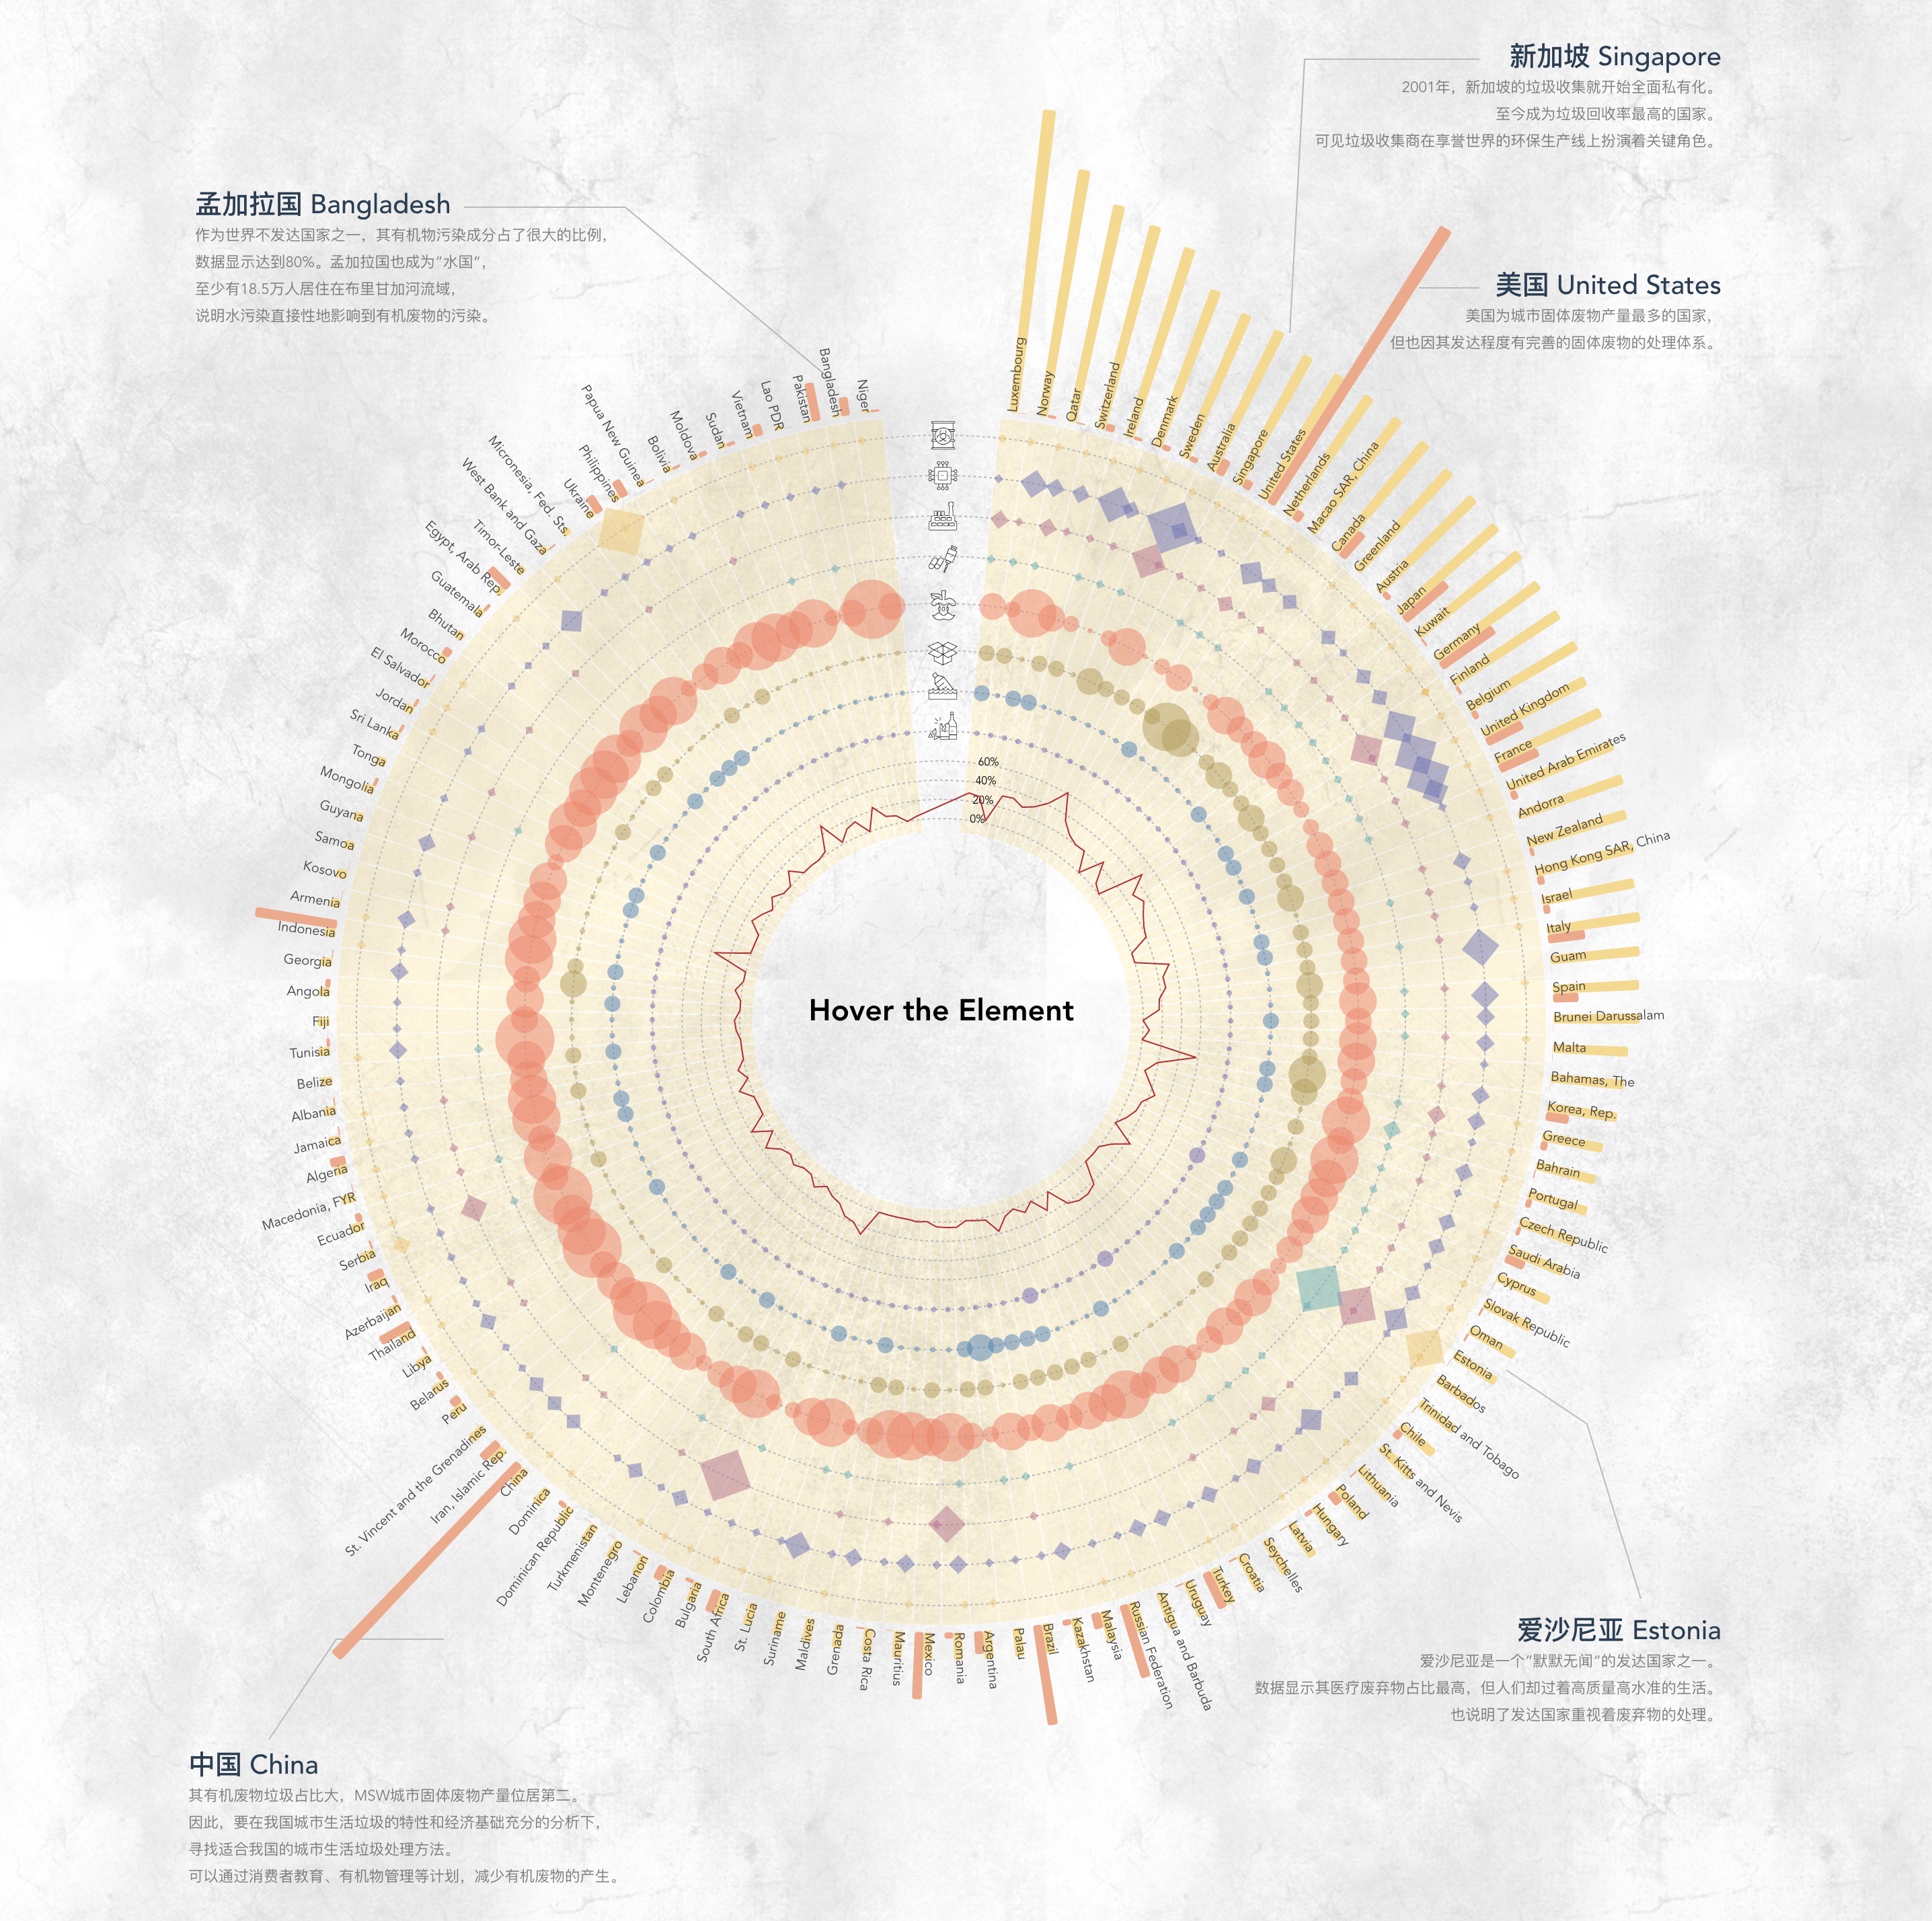 新加坡 Singapore
2001年，新加坡的垃圾收集就开始全面私有化。
至今成为垃圾回收率最高的国家。
可见垃圾收集商在享誉世界的环保生产线上扮演着关键角色。
孟加拉国 Bangladesh
作为世界不发达国家之一，其有机物污染成分占了很大的比例，
数据显示达到80%。孟加拉国也成为“水国“，
至少有18.5万人居住在布里甘加河流域，
说明水污染直接性地影响到有机废物的污染。
美国 United States
美国为城市固体废物产量最多的国家，
但也因其发达程度有完善的固体废物的处理体系。
Luxembourg
Norway
Qatar
Switzerland
Ireland
Denmark
Sweden
Australia
Singapore
United States
Netherlands
Macao SAR, China
Canada
Greenland
Austria
Japan
Kuwait
Germany
Finland
Belgium
United Kingdom
France
United Arab Emirates
Andorra
New Zealand
Hong Kong SAR, China
Israel
Italy
Guam
Spain
Brunei Darussalam
Malta
Bahamas, The
Korea, Rep.
Greece
Bahrain
Portugal
Czech Republic
Saudi Arabia
Cyprus
Slovak Republic
Oman
Estonia
Barbados
Trinidad and Tobago
Chile
St. Kitts and Nevis
Lithuania
Poland
Hungary
Latvia
Seychelles
Croatia
Turkey
Uruguay
Antigua and Barbuda
Russian Federation
Malaysia
Kazakhstan
Brazil
Palau
Argentina
Romania
Mexico
Mauritius
Costa Rica
Grenada
Maldives
Suriname
St. Lucia
South Africa
Bulgaria
Colombia
Lebanon
Montenegro
Turkmenistan
Dominican Republic
Dominica
China
Iran, Islamic Rep.
St. Vincent and the Grenadines
Peru
Belarus
Libya
Thailand
Azerbaijan
Iraq
Serbia
Ecuador
Macedonia, FYR
Algeria
Jamaica
Albania
Belize
Tunisia
Fiji
Angola
Georgia
Indonesia
Armenia
Kosovo
Samoa
Guyana
Mongolia
Tonga
Sri Lanka
Jordan
El Salvador
Morocco
Bhutan
Guatemala
Egypt, Arab Rep.
Timor-Leste
West Bank and Gaza
Micronesia, Fed. Sts.
Ukraine
Philippines
Papua New Guinea
Bolivia
Moldova
Sudan
Vietnam
Lao PDR
Pakistan
Bangladesh
Niger
60%
40%
20%
0%
Hover the Element
爱沙尼亚 Estonia
爱沙尼亚是一个”默默无闻“的发达国家之一。
数据显示其医疗废弃物占比最高，但人们却过着高质量高水准的生活。
也说明了发达国家重视着废弃物的处理。
中国 China
其有机废物垃圾占比大，MSW城市固体废物产量位居第二。
因此，要在我国城市生活垃圾的特性和经济基础充分的分析下，
寻找适合我国的城市生活垃圾处理方法。
可以通过消费者教育、有机物管理等计划，减少有机废物的产生。